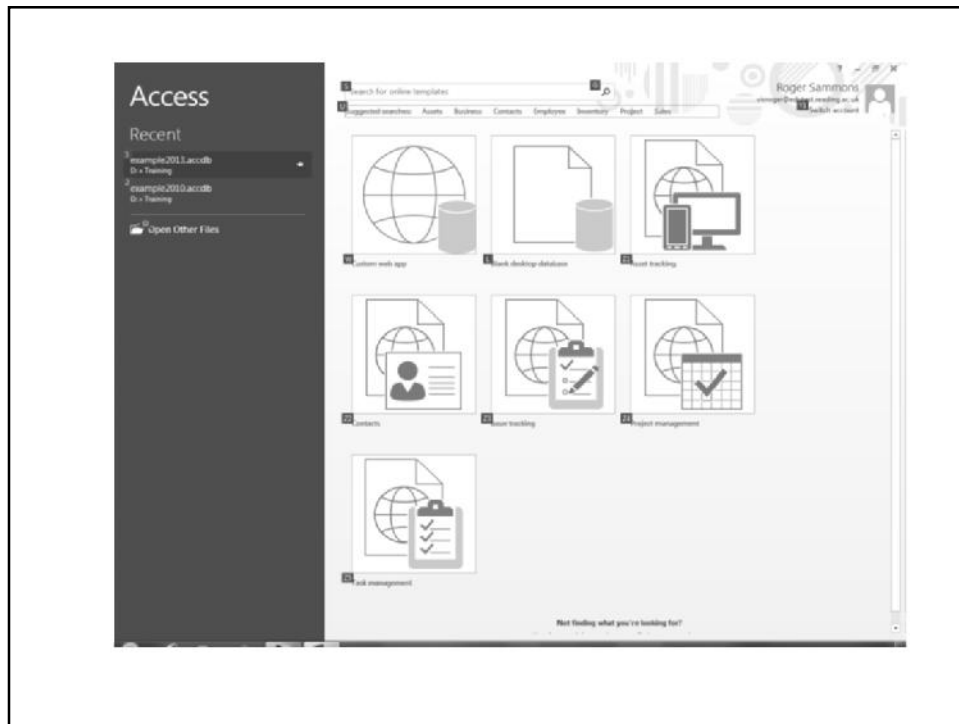 Access
Recent
example2013.accdb
D: » Training
example2010.accdb
D: » Training
Open Other Files
Search for online templates
Suggested searches: Assets Business Contacts Employee Inventory Project Sales
Roger Sammons
Switch account
Custom web app
Blank desktop database
Asset tracking
Contacts
Issue tracking
Project management
Task management
Not finding what you're looking for?